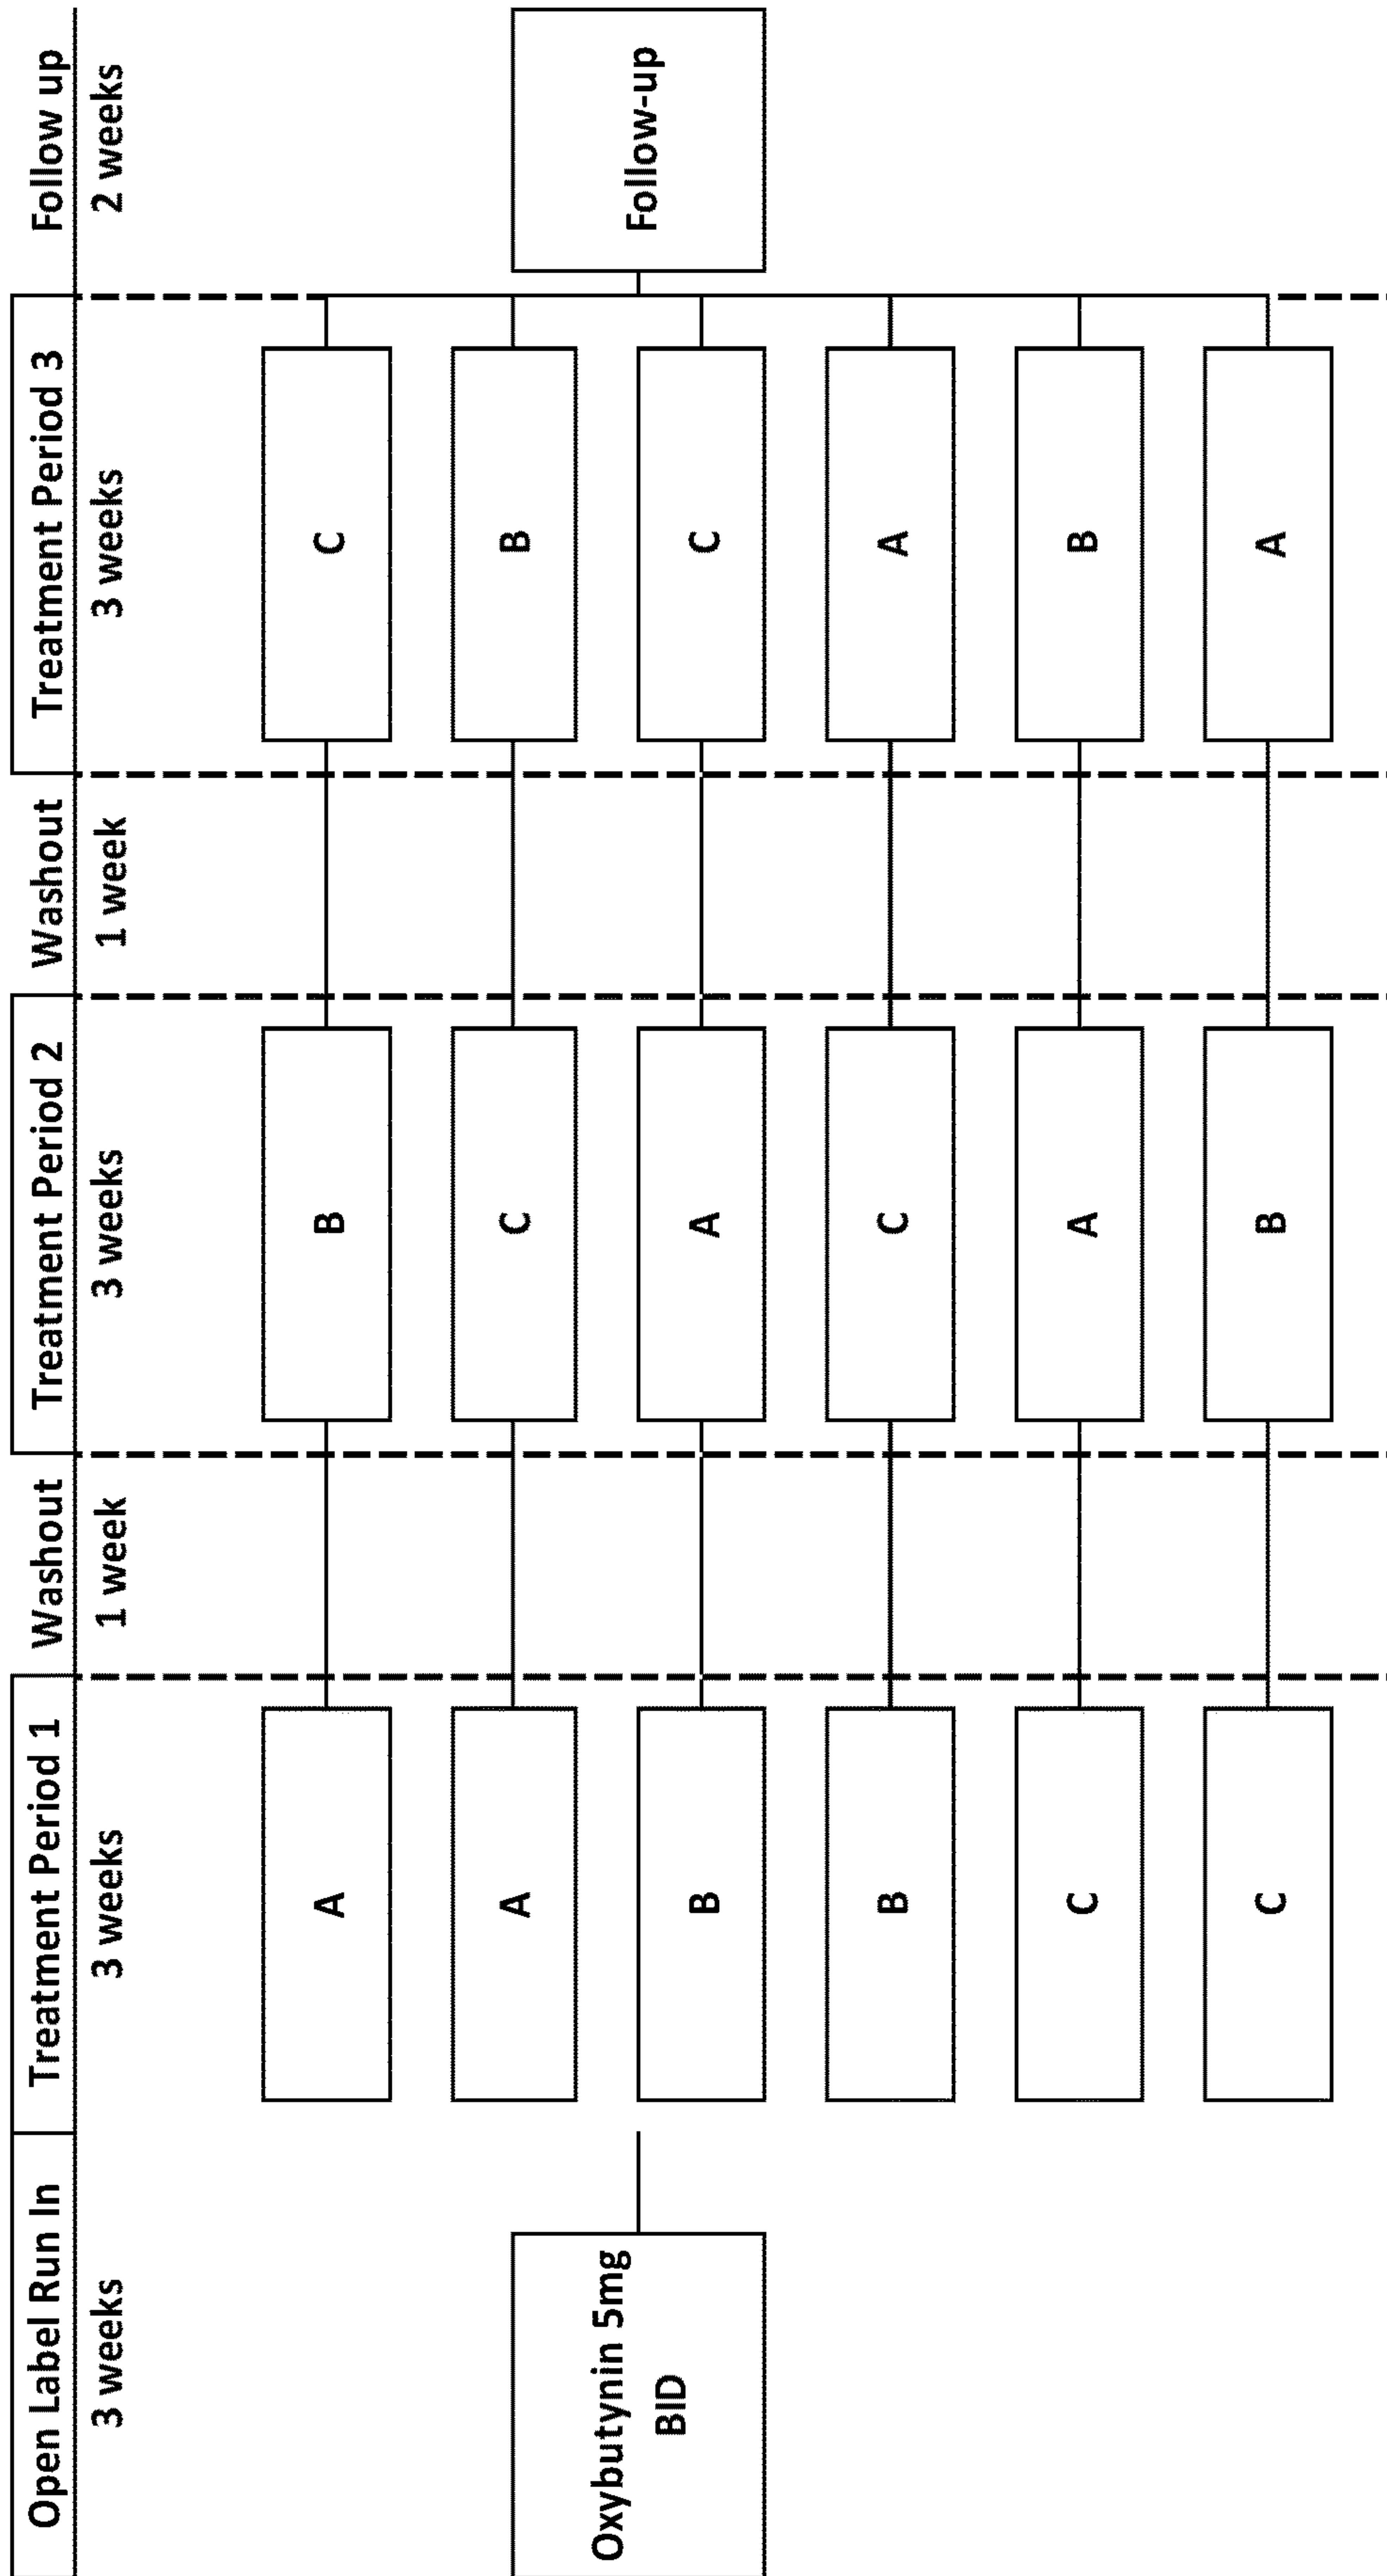 Open Label Run In
Treatment Period 1
Washout
Treatment Period 2
Washout
Treatment Period 3
Follow up
3 weeks
3 weeks
1 week
3 weeks
1 week
3 weeks
2 weeks
A
B
C
A
C
B
Oxybutynin 5mg
BID
B
A
C
Follow-up
B
C
A
C
A
B
C
B
A